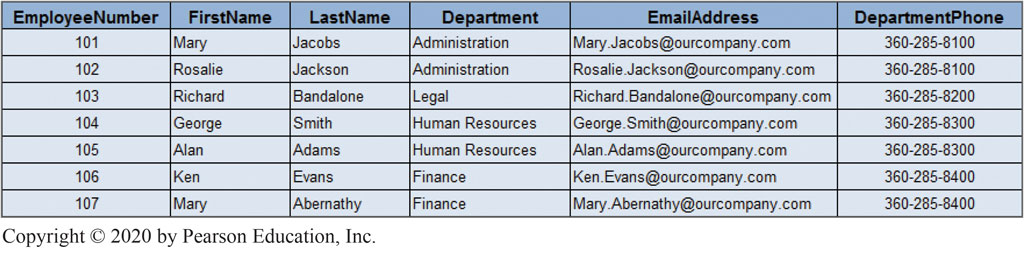 EmployeeNumber FirstName LastName Department EmailAddress DepartmentPhone
101 Mary Jacobs Administration Mary.Jacobs@ourcompany.com 360-285-8100
102 Rosalie Jackson Administration Rosalie.Jackson@ourcompany.com 360-285-8100
103 Richard Bandalone Legal Richard.Bandalone@ourcompany.com 360-285-8200
104 George Smith Human Resources George.Smith@ourcompany.com 360-285-8300
105 Alan Adams Human Resources Alan.Adams@ourcompany.com 360-285-8300
106 Ken Evans Finance Ken.Evans@ourcompany.com 360-285-8400
107 Mary Abernathy Finance Mary.Abernathy@ourcompany.com 360-285-8400
Copyright © 2020 by Pearson Education, Inc.